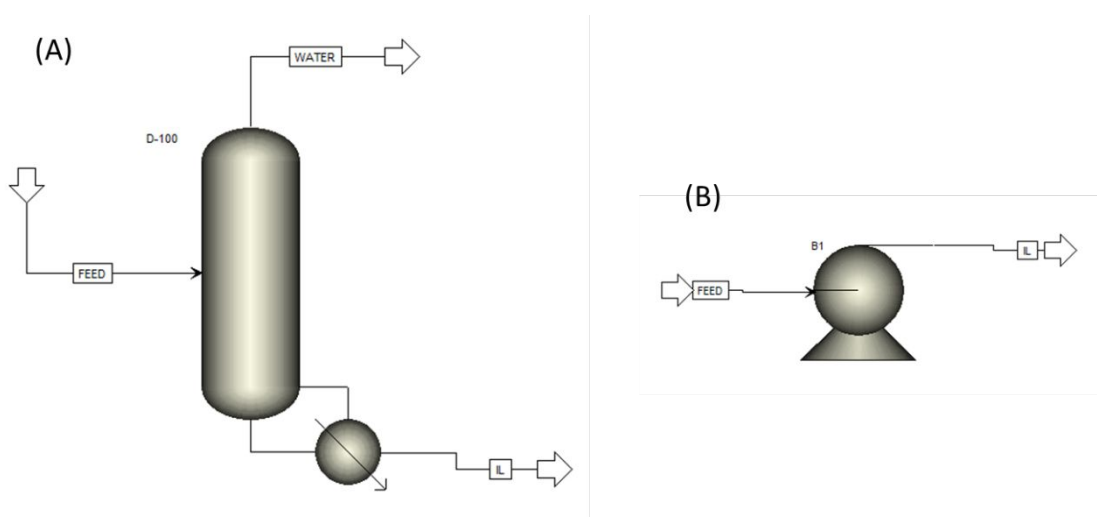 (A)
WATER
D-100
FEED
IL
(B)
B1
FEED
IL